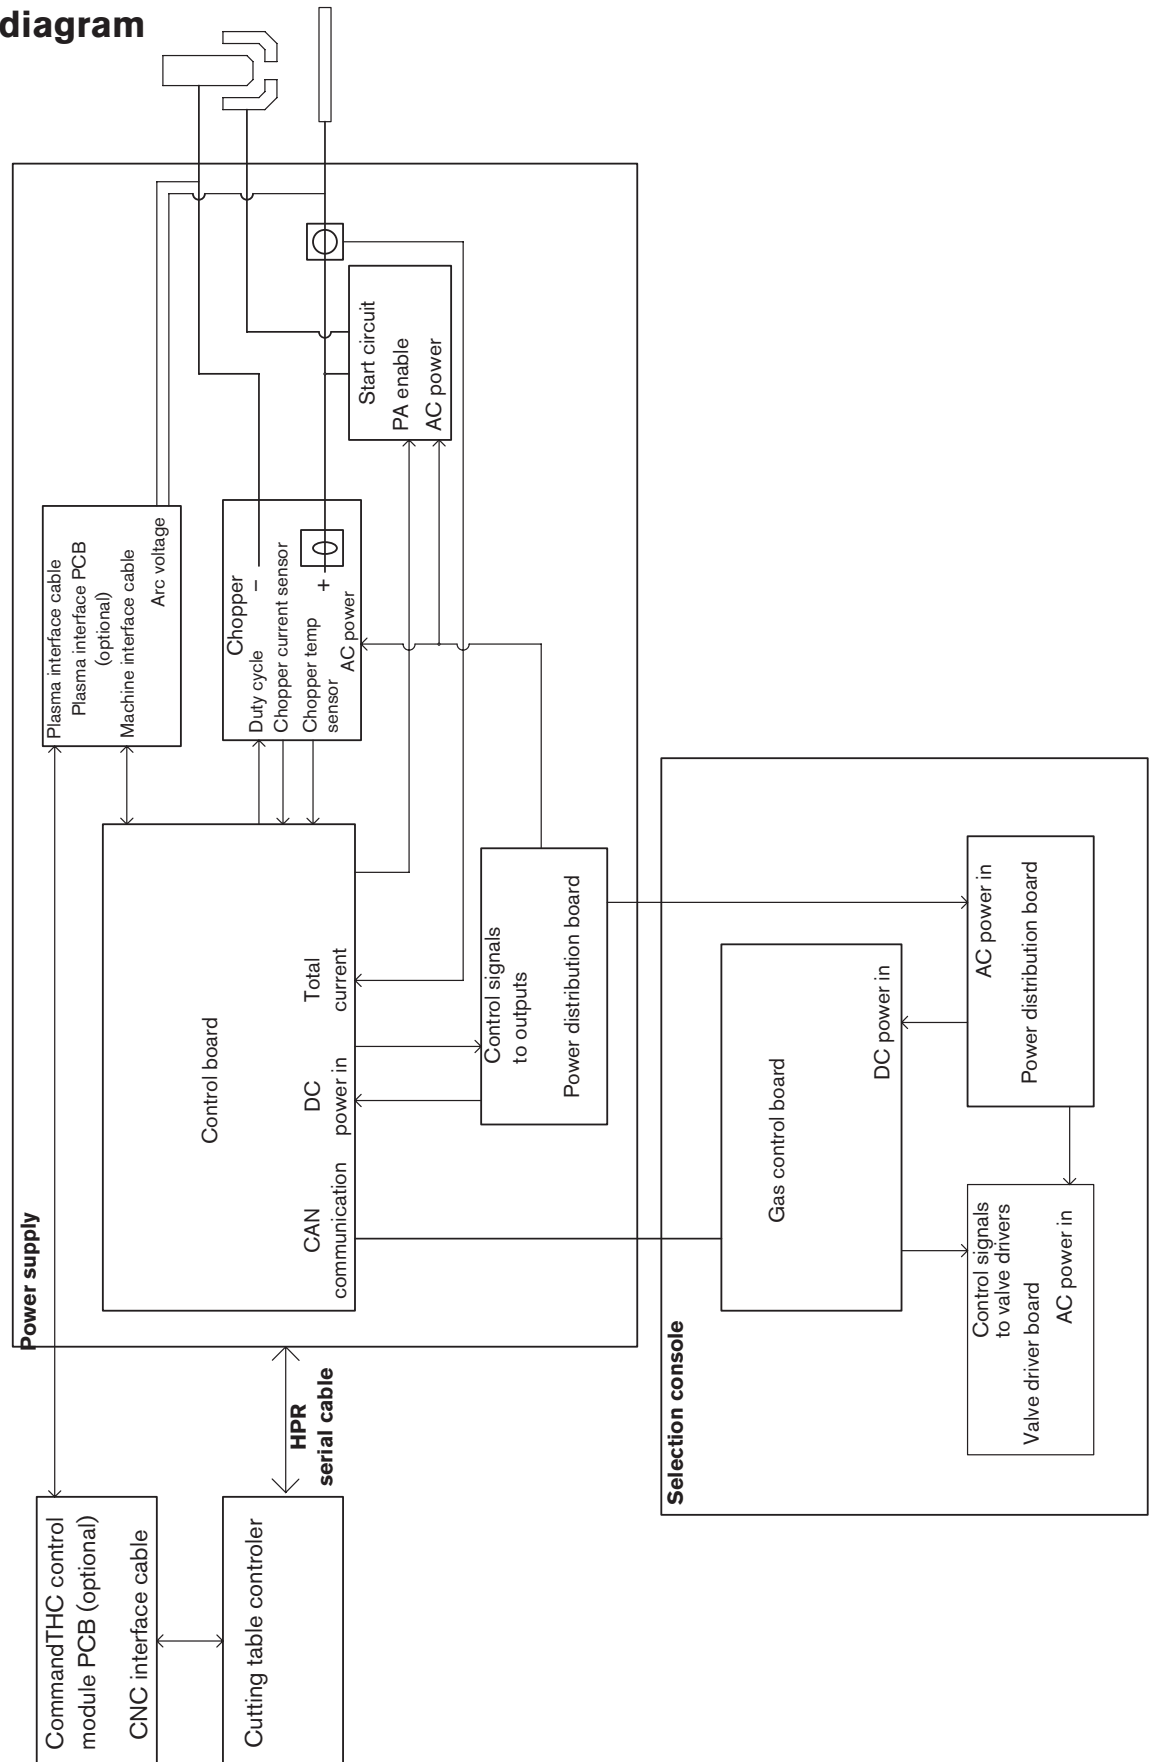 diagram
Power supply
Plasma interface cable
Plasma interface PCB
(optional)
Machine interface cable
Arc voltage
Chopper
Duty cycle
–
Chopper current sensor
Chopper temp
sensor
+
AC power
Start circuit
PA enable
AC power
Control board
CAN
communication
DC
power in
Total
current
Control signals
to outputs
Power distribution board
HPR
serial cable
CommandTHC control
module PCB (optional)
CNC interface cable
Cutting table controler
Selection console
Gas control board
DC power in
AC power in
Power distribution board
Control signals
to valve drivers
Valve driver board
AC power in